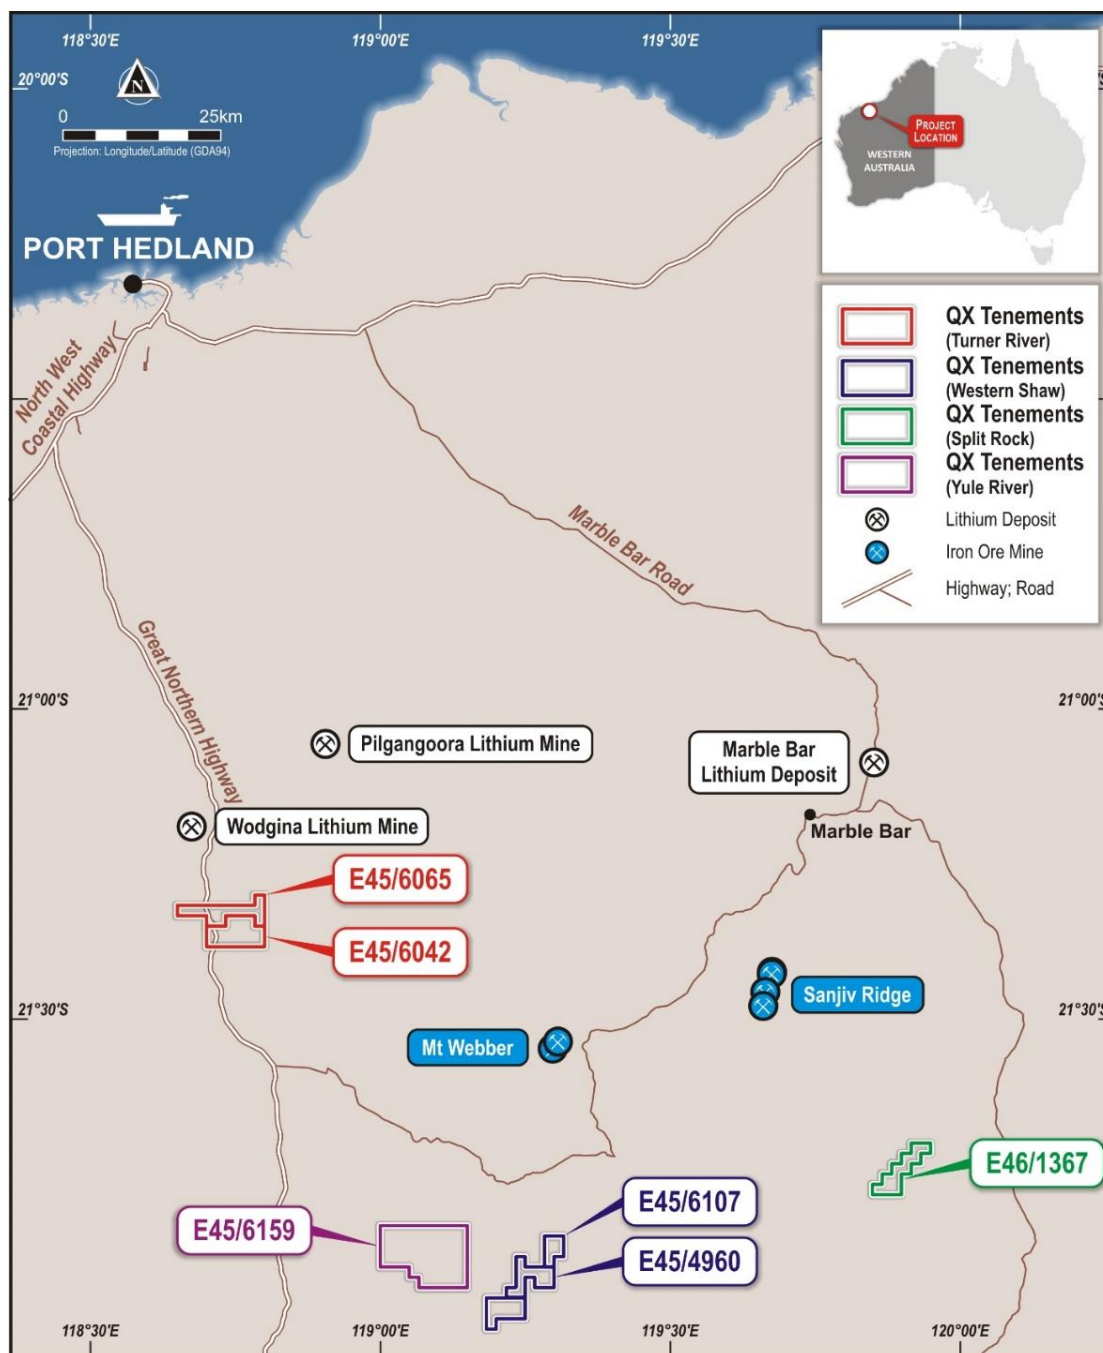 118°30'E
119°00'E
119°30'E
20°00'S
N
0 25km
Projection: Longitude/Latitude (GDA94)
PORT HEDLAND
North West
Coastal Highway
PROJECT
LOCATION
WESTERN
AUSTRALIA
QX Tenements
(Turner River)
QX Tenements
(Western Shaw)
QX Tenements
(Split Rock)
QX Tenements
(Yule River)
Lithium Deposit
Iron Ore Mine
Highway; Road
Marble Bar Road
Great Northern Highway
21°00'S
21°00'S
Pilgangoora Lithium Mine
Marble Bar
Lithium Deposit
Wodgina Lithium Mine
Marble Bar
E45/6065
E45/6042
Sanjiv Ridge
21°30'S
21°30'S
Mt Webber
E46/1367
E45/6107
E45/6159
E45/4960
118°30'E
119°00'E
119°30'E
120°00'E